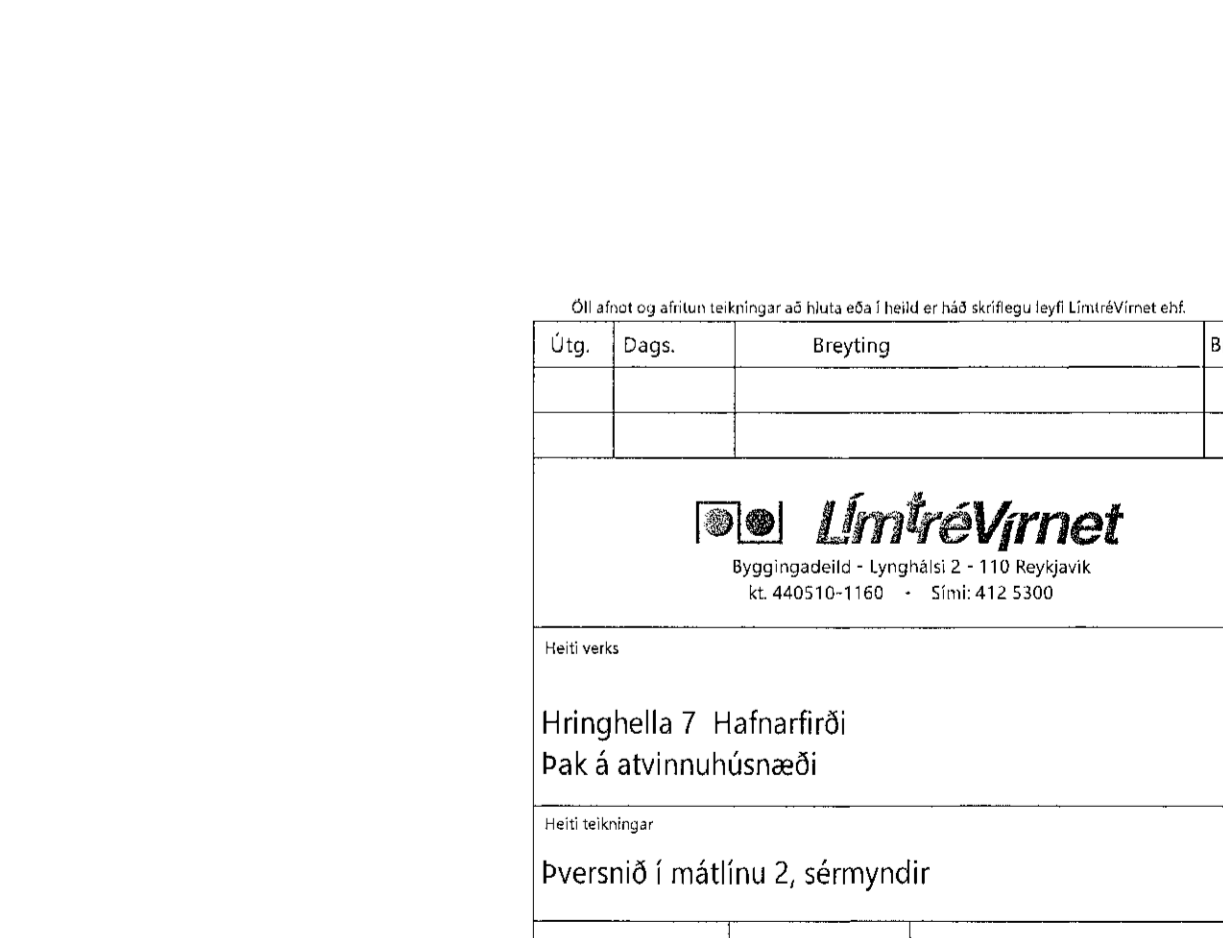 Öll afnot og afritun teikningar að hluta eða í heild er háð skriflegu leyfi LímtréVírnet ehf.
Útg. Dags. Breyting B
LímtréVírnet
Byggingadeild - Lynghálsi 2 - 110 Reykjavík
kt. 440510-1160 - Sími: 412 5300
Heiti verks
Hringhella 7 Hafnarfirði
Þak á atvinnuhúsnæði
Heiti teikningar
Þversnið í mátlínu 2, sérmyndir